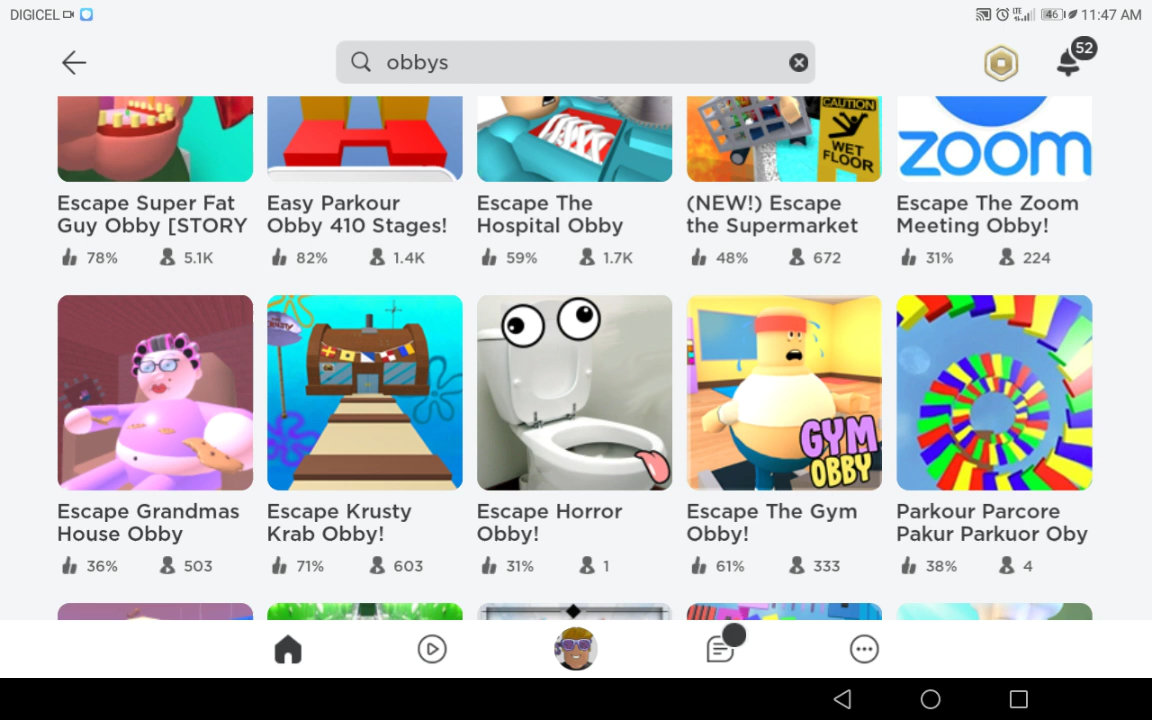 DIGICEL
LTE
46
11:47 AM
obbys
52
CAUTION
WET
FLOOR
zoom
Escape Super Fat
Guy Obby [STORY
78% 5.1K
Easy Parkour
Obby 410 Stages!
82% 1.4K
Escape The
Hospital Obby
59% 1.7K
(NEW!) Escape
the Supermarket
48% 672
Escape The Zoom
Meeting Obby!
31% 224
GYM
OBBY
Escape Grandmas
House Obby
36% 503
Escape Krusty
Krab Obby!
71% 603
Escape Horror
Obby!
31% 1
Escape The Gym
Obby!
61% 333
Parkour Parcore
Pakur Parkuor Oby
38% 4